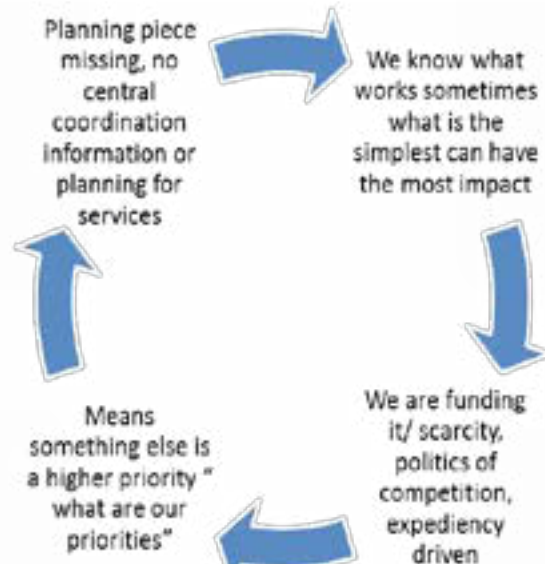 Planning piece
missing, no
central
coordination
information or
planning for
services
We know what
works sometimes
what is the
simplest can have
the most impact
We are funding
it/ scarcity,
politics of
competition,
expediency
driven
Means
something else is
a higher priority “
what are our
priorities”